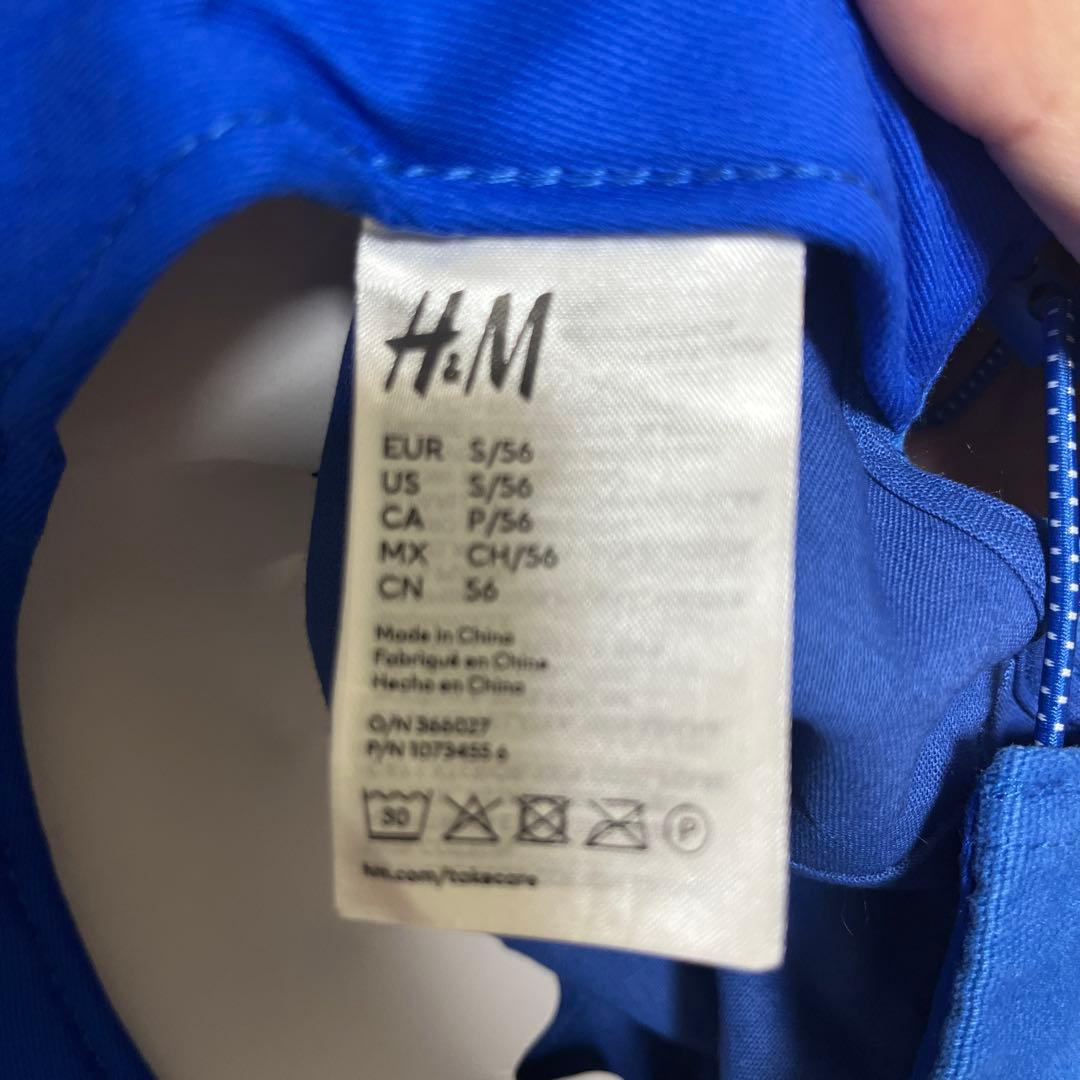 H&M
EUR S/56
US S/56
CA P/56
MX CH/56
CN 56
Made in China
Fabriqué en Chine
Hecho en China
O/N 366027
P/N 1073455 6
30
P
hm.com/takecare